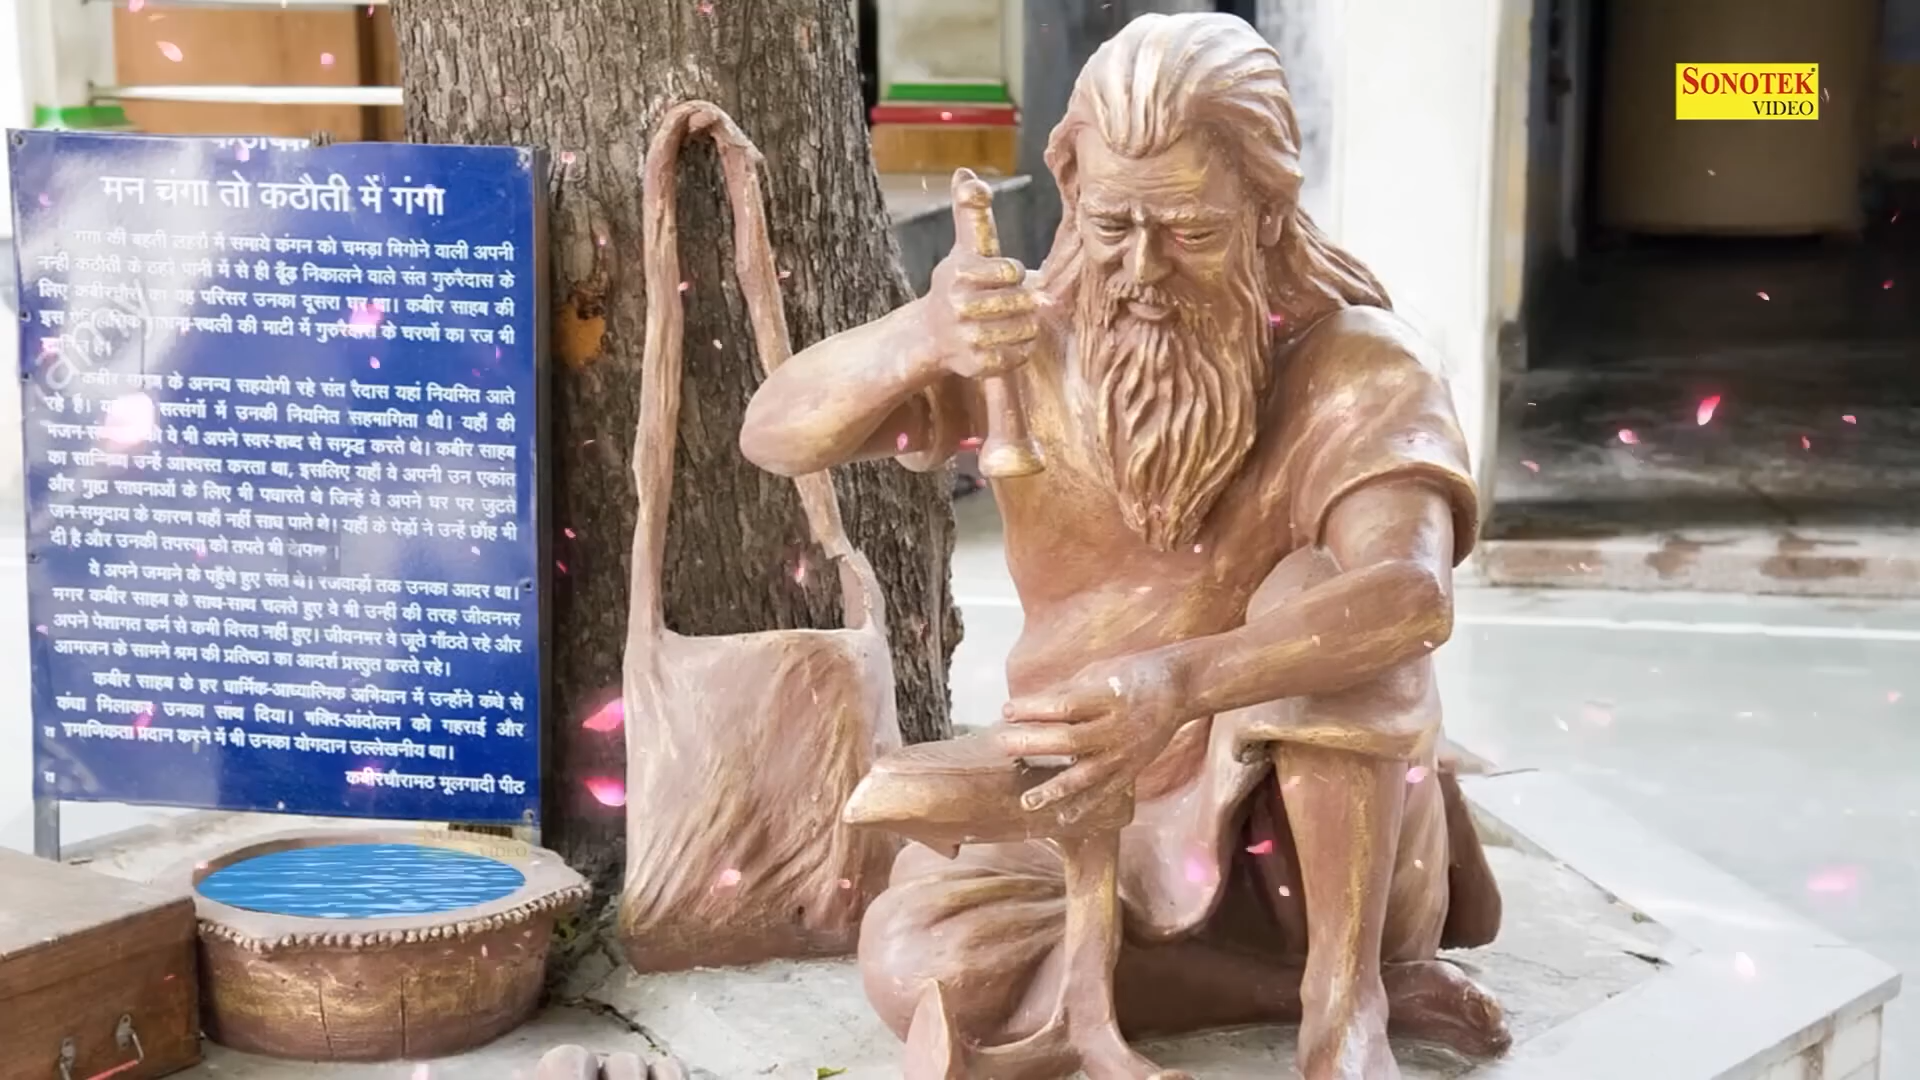 मन चंगा तो कठौती में गंगा
गंगा की बहती लहरों में समाये कंगन को चमड़ा भिगोने वाली अपनी
नन्हीं कठौती के ठहरे पानी में से ही ढूँढ़ निकालने वाले संत गुरुरैदास के
लिए कबीरचौरा का यह परिसर उनका दूसरा घर था। कबीर साहब की
इस साधना-स्थली की माटी में गुरुरैदास के चरणों का रज भी
है।
कबीर साहब के अनन्य सहयोगी रहे संत रैदास यहां नियमित आते
रहे हैं। सत्संगों में उनकी नियमित सहभागिता थी। यहाँ की
को वे भी अपने स्वर-शब्द से समृद्ध करते थे। कबीर साहब
का सान्निध्य उन्हें आश्वस्त करता था, इसलिए यहाँ वे अपनी उन एकांत
और गुह्य साधनाओं के लिए भी पधारते थे जिन्हें वे अपने घर पर जुटते
जन-समुदाय के कारण वहाँ नहीं साध पाते थे। यहाँ के पेड़ों ने उन्हें छाँह भी
दी है और उनकी तपस्या को तपते भी
वे अपने जमाने के पहुँचे हुए संत थे। रजवाड़ों तक उनका आदर था।
मगर कबीर साहब के साथ-साथ चलते हुए वे भी उन्हीं की तरह जीवनभर
अपने पेशागत कर्म से कभी विरत नहीं हुए। जीवनभर वे जूते गाँठते रहे और
आमजन के सामने श्रम की प्रतिष्ठा का आदर्श प्रस्तुत करते रहे।
कबीर साहब के हर धार्मिक-आध्यात्मिक अभियान में उन्होंने कंधे से
कंधा मिलाकर उनका साथ दिया। भक्ति-आंदोलन को गहराई और
प्रदान करने में भी उनका योगदान उल्लेखनीय था।
कबीरचौरामठ मूलगादी पीठ
SONOTEK
VIDEO